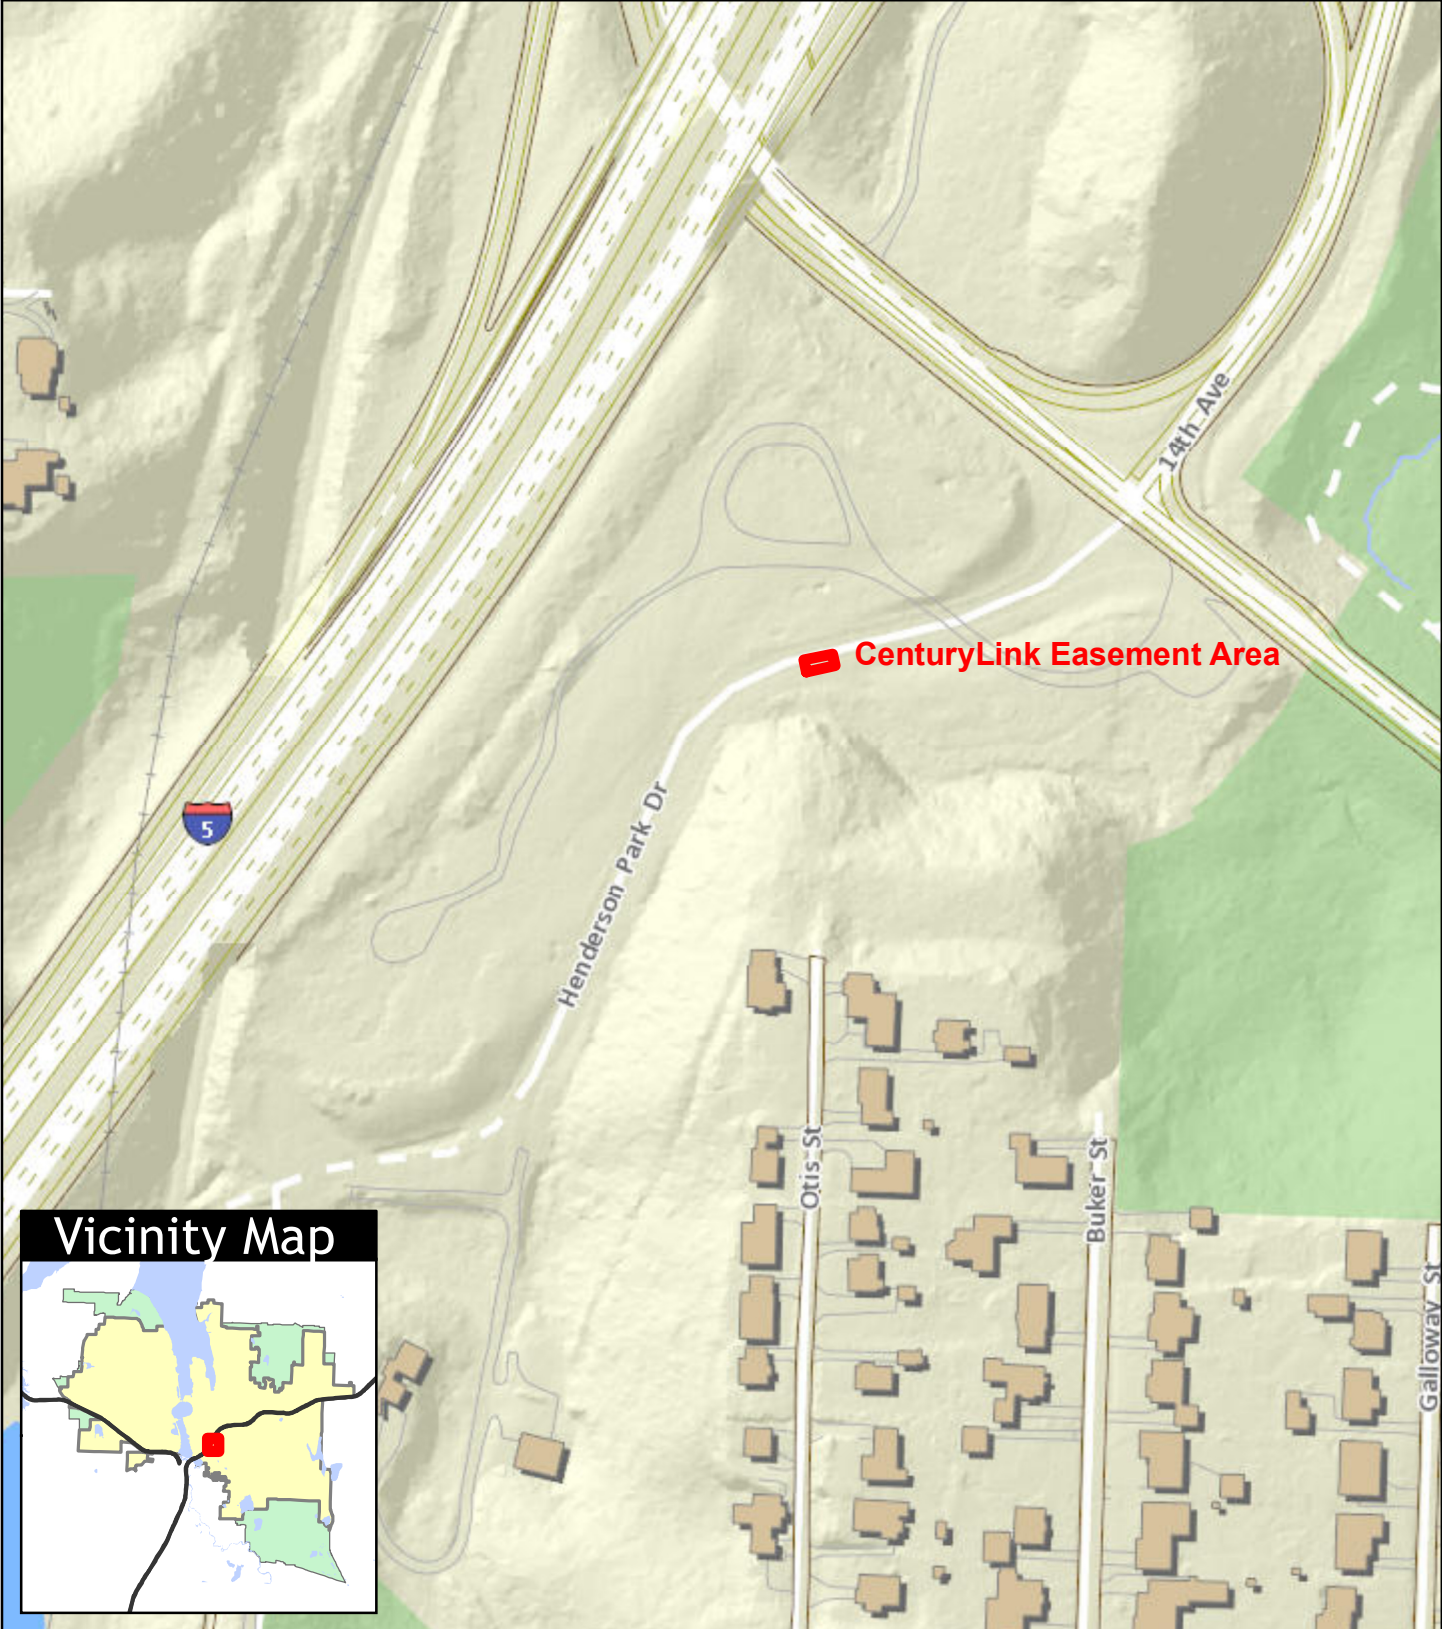 14th Ave
CenturyLink Easement Area
5
Henderson Park Dr
Otis St
Buker St
Galloway St
Vicinity Map